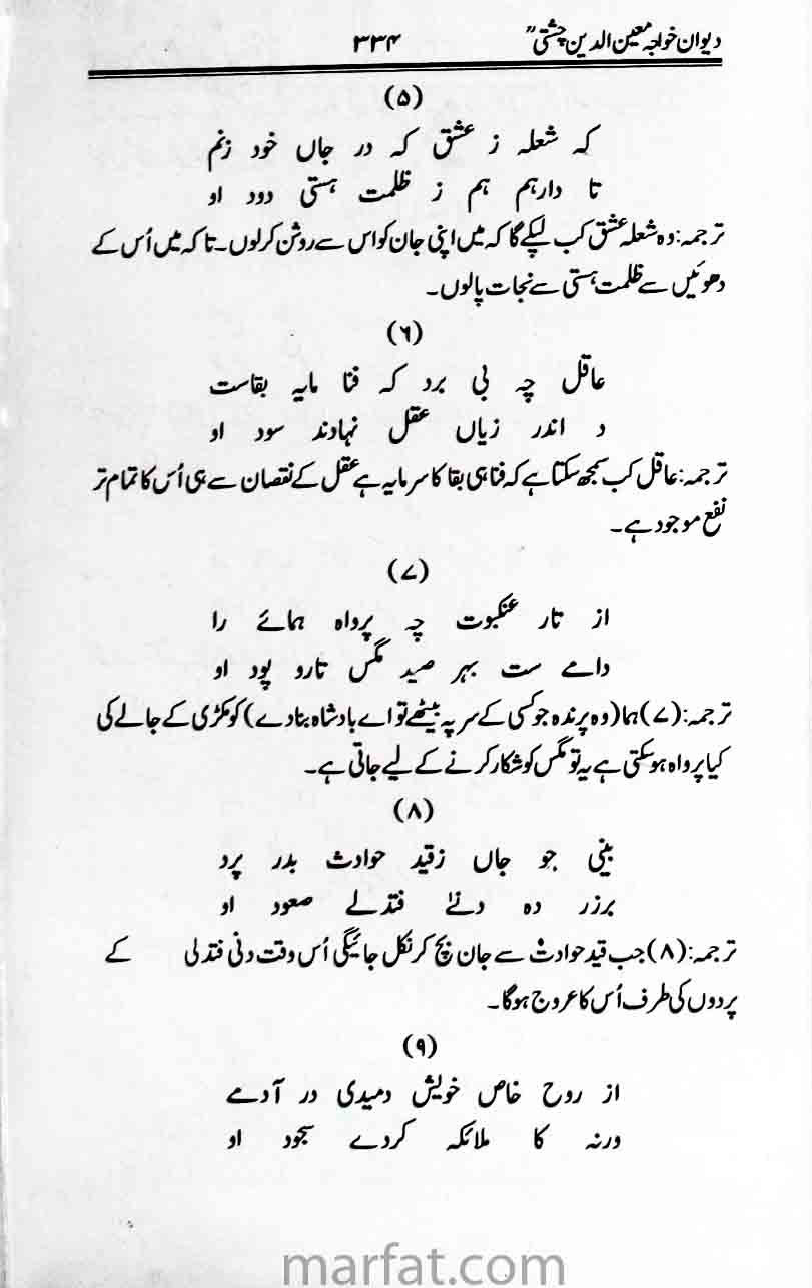 دیوان خواجہ معین الدین چشتیؒ ۳۳۴
(۵)
کہ شعلہ ز عشق کہ در جاں خود زنم
تا دارہم ہم ز ظلمت ہستی دود او
ترجمہ: وہ شعلہ عشق کب لپکے گا کہ میں اپنی جان کو اس سے روشن کرلوں۔ تاکہ میں اُس کے
دھوئیں سے ظلمت ہستی سے نجات پالوں۔
(۶)
عاقل چہ بی برد کہ فنا مایہ بقاست
د اندر زیاں عقل نہادند سود او
ترجمہ: عاقل کب سمجھ سکتا ہے کہ فنا ہی بقا کا سرمایہ ہے عقل کے نقصان سے ہی اُس کا تمام تر
نفع موجود ہے۔
(۷)
از تار عنکبوت چہ پرواہ ہمائے را
دامے ست بہر صید مگس تارو پود او
ترجمہ: (۷) ہما (وہ پرندہ جو کسی کے سر پہ بیٹھے تو اے بادشاہ بنا دے) کو مکڑی کے جالے کی
کیا پرواہ ہوسکتی ہے یہ تو مگس کو شکار کرنے کے لیے جاتی ہے۔
(۸)
بینی جو جاں زقید حوادث بدر پرد
برزر دہ دنےٰ فتدلے صعود او
ترجمہ: (۸) جب قید حوادث سے جان بچ کر نکل جائیگی اُس وقت دنی فتدلی کے
پردوں کی طرف اُس کا عروج ہوگا۔
(۹)
از روح خاص خویش دمیدی در آدمے
ورنہ کا ملائکہ کردے سجود او
marfat.com